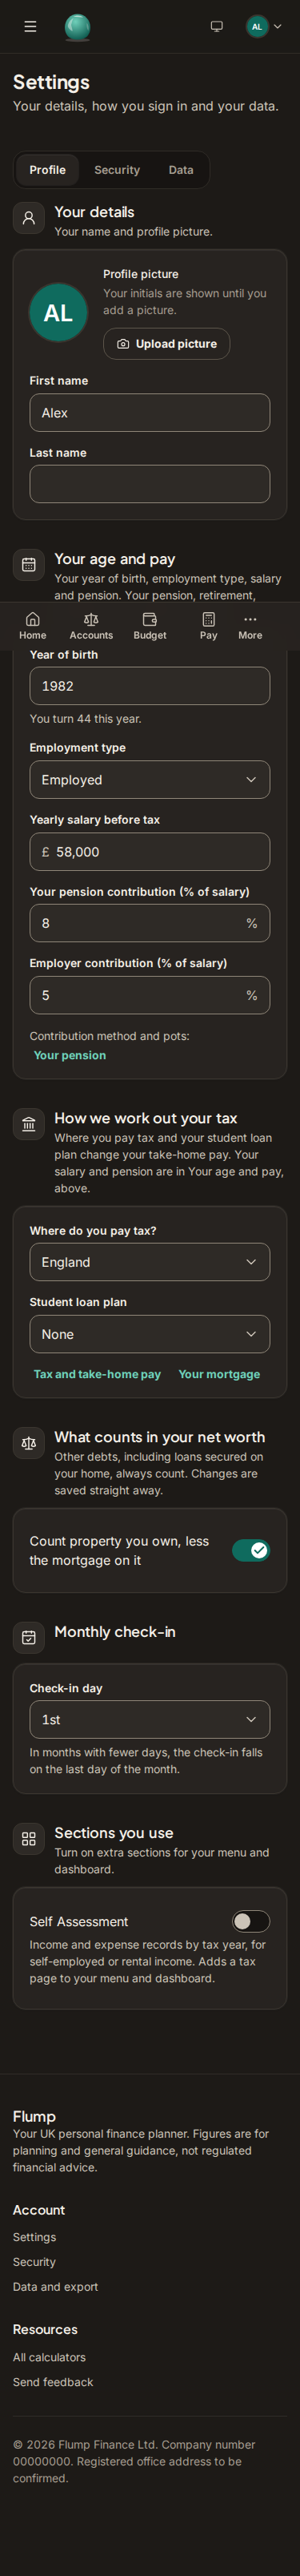 AL
Settings
Your details, how you sign in and your data.
Profile
Security
Data
Your details
Your name and profile picture.
AL
Profile picture
Your initials are shown until you
add a picture.
Upload picture
First name
Alex
Last name
Your age and pay
Your year of birth, employment type, salary
and pension. Your pension, retirement,
Home
Accounts
Budget
Pay
More
Year of birth
1982
You turn 44 this year.
Employment type
Employed
Yearly salary before tax
£ 58,000
Your pension contribution (% of salary)
8 %
Employer contribution (% of salary)
5 %
Contribution method and pots:
Your pension
How we work out your tax
Where you pay tax and your student loan
plan change your take-home pay. Your
salary and pension are in Your age and pay,
above.
Where do you pay tax?
England
Student loan plan
None
Tax and take-home pay
Your mortgage
What counts in your net worth
Other debts, including loans secured on
your home, always count. Changes are
saved straight away.
Count property you own, less
the mortgage on it
Monthly check-in
Check-in day
1st
In months with fewer days, the check-in falls
on the last day of the month.
Sections you use
Turn on extra sections for your menu and
dashboard.
Self Assessment
Income and expense records by tax year, for
self-employed or rental income. Adds a tax
page to your menu and dashboard.
Flump
Your UK personal finance planner. Figures are for
planning and general guidance, not regulated
financial advice.
Account
Settings
Security
Data and export
Resources
All calculators
Send feedback
© 2026 Flump Finance Ltd. Company number
00000000. Registered office address to be
confirmed.